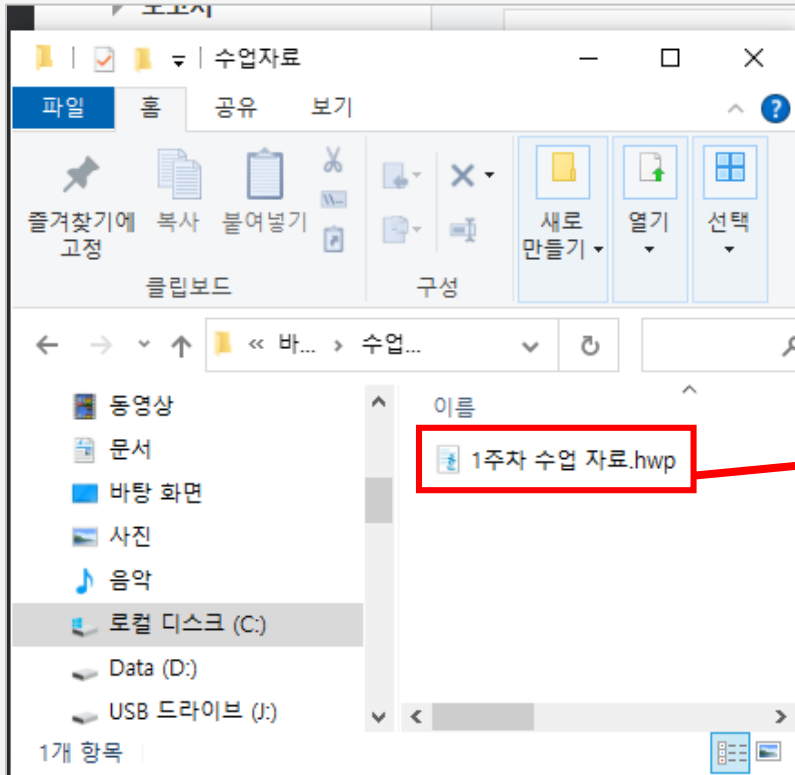 보고서
수업자료
파일 홈 공유 보기
즐겨찾기에
고정
복사
붙여넣기
새로
만들기
열기
선택
클립보드
구성
« 바... › 수업...
동영상
문서
바탕 화면
사진
음악
로컬 디스크 (C:)
Data (D:)
USB 드라이브 (J:)
이름
1주차 수업 자료.hwp
1개 항목